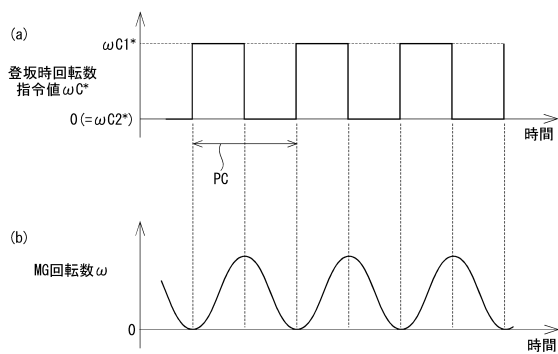 (a)
ωC1*
登坂時回転数
指令値ωC*
0(=ωC2*)
時間
PC
(b)
MG回転数ω
0
時間